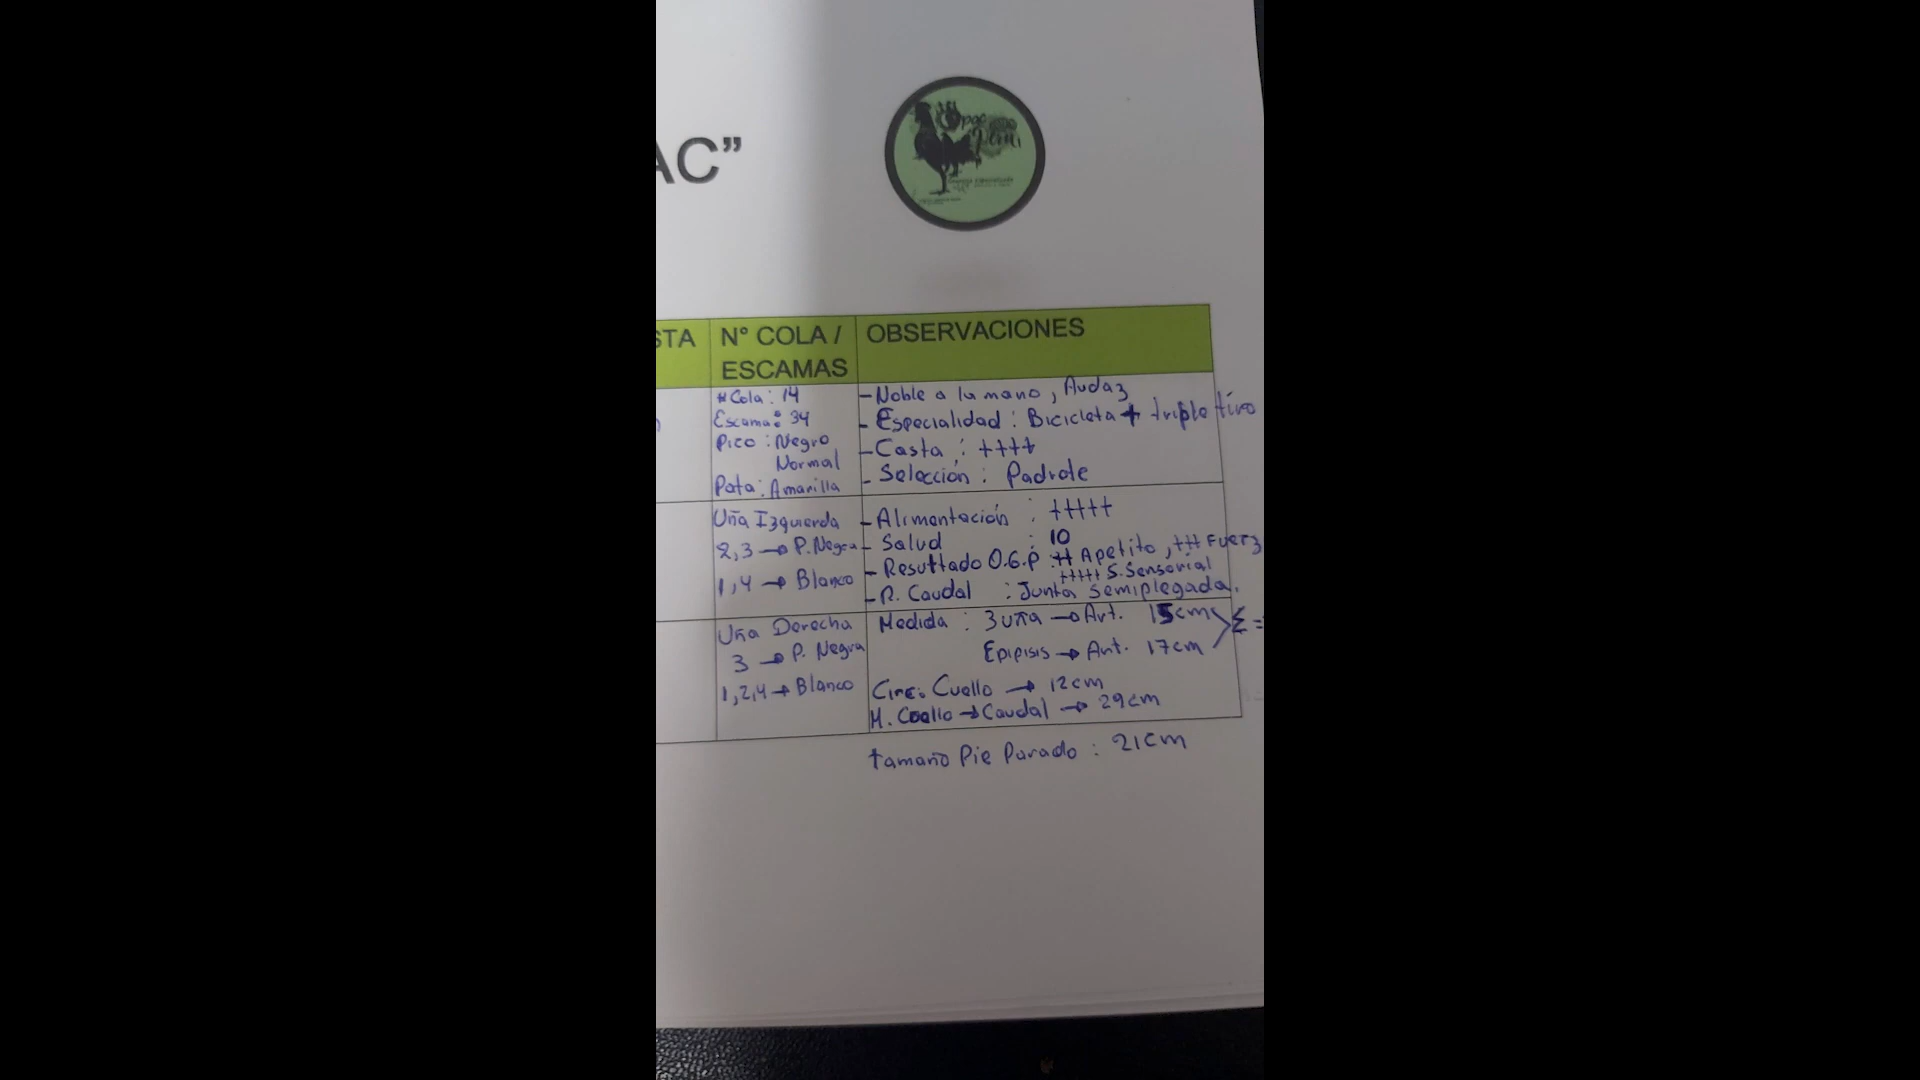 AC”
STA
N° COLA /
ESCAMAS
OBSERVACIONES
# Cola: 14
Escama: 34
Pico: Negro
Normal
Pata: Amarilla
- Noble a la mano, Audaz
- Especialidad: Bicicleta + triple tiro
- Casta: ++++
- Selección: Padrote
Uña Izquierda
2,3 → P. Negra
1,4 → Blanco
- Alimentación : +++++
- Salud : 10
- Resultado O.G.P : ++ Apetito, +++ Fuerz
+++++ S. Sensorial
- R. Caudal : Junta semiplegada.
Uña Derecha
3 → P. Negra
1,2,4 → Blanco
Medida : 3 uña → Art. 15cm
Epipisis → Ant. 17cm
Σ =
Circ. Cuello → 12cm
M. Cuello → Caudal → 29cm
tamaño Pie Parado : 21cm